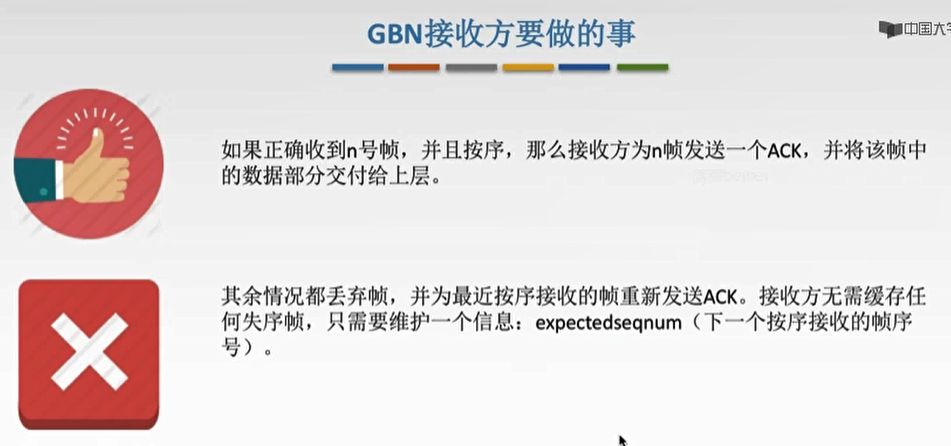 GBN接收方要做的事
中国大学
如果正确收到n号帧，并且按序，那么接收方为n帧发送一个ACK，并将该帧中
的数据部分交付给上层。
其余情况都丢弃帧，并为最近按序接收的帧重新发送ACK。接收方无需缓存任
何失序帧，只需要维护一个信息：expectedseqnum（下一个按序接收的帧序
号）。